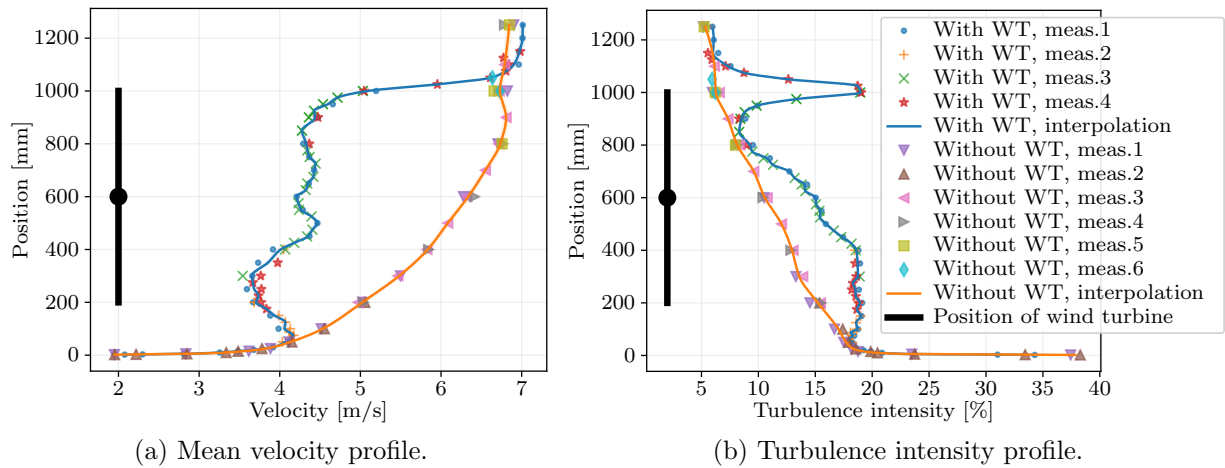 1200
1000
800
600
400
200
0
Position [mm]
2
3
4
5
6
7
Velocity [m/s]
(a) Mean velocity profile.
1200
1000
800
600
400
200
0
Position [mm]
5
10
15
20
25
30
35
40
Turbulence intensity [%]
With WT, meas.1
With WT, meas.2
With WT, meas.3
With WT, meas.4
With WT, interpolation
Without WT, meas.1
Without WT, meas.2
Without WT, meas.3
Without WT, meas.4
Without WT, meas.5
Without WT, meas.6
Without WT, interpolation
Position of wind turbine
(b) Turbulence intensity profile.